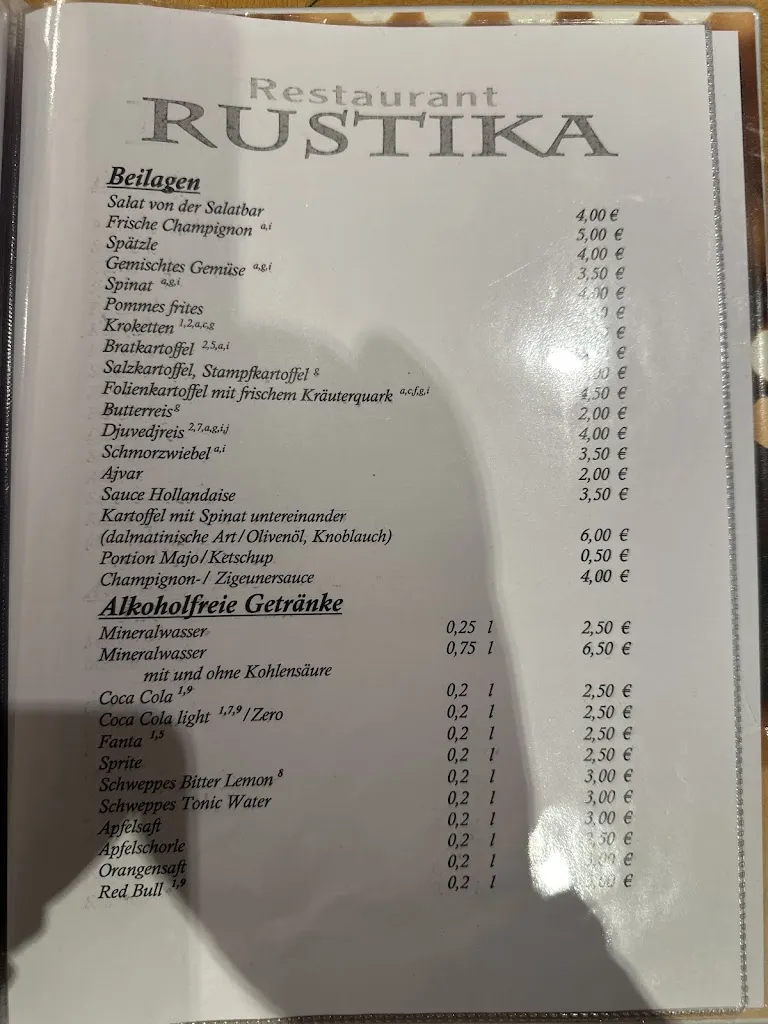 Restaurant
RUSTIKA
Beilagen
Salat von der Salatbar 4,00 €
Frische Champignon a,i 5,00 €
Spätzle 4,00 €
Gemischtes Gemüse a,g,i 3,50 €
Spinat a,g,i 4,00 €
Pommes frites €
Kroketten 1,2,a,c,g €
Bratkartoffel 2,5,a,i €
Salzkartoffel, Stampfkartoffel g €
Folienkartoffel mit frischem Kräuterquark a,c,f,g,i 4,50 €
Butterreis g 2,00 €
Djuvedjreis 2,7,a,g,i,j 4,00 €
Schmorzwiebel a,i 3,50 €
Ajvar 2,00 €
Sauce Hollandaise 3,50 €
Kartoffel mit Spinat untereinander
(dalmatinische Art/Olivenöl, Knoblauch) 6,00 €
Portion Majo/Ketschup 0,50 €
Champignon-/ Zigeunersauce 4,00 €
Alkoholfreie Getränke
Mineralwasser 0,25 l 2,50 €
Mineralwasser 0,75 l 6,50 €
mit und ohne Kohlensäure
Coca Cola 1,9 0,2 l 2,50 €
Coca Cola light 1,7,9 /Zero 0,2 l 2,50 €
Fanta 1,5 0,2 l 2,50 €
Sprite 0,2 l 2,50 €
Schweppes Bitter Lemon 8 0,2 l 3,00 €
Schweppes Tonic Water 0,2 l 3,00 €
Apfelsaft 0,2 l 3,00 €
Apfelschorle 0,2 l €
Orangensaft 0,2 l 3,00 €
Red Bull 1,9 0,2 l 3,00 €